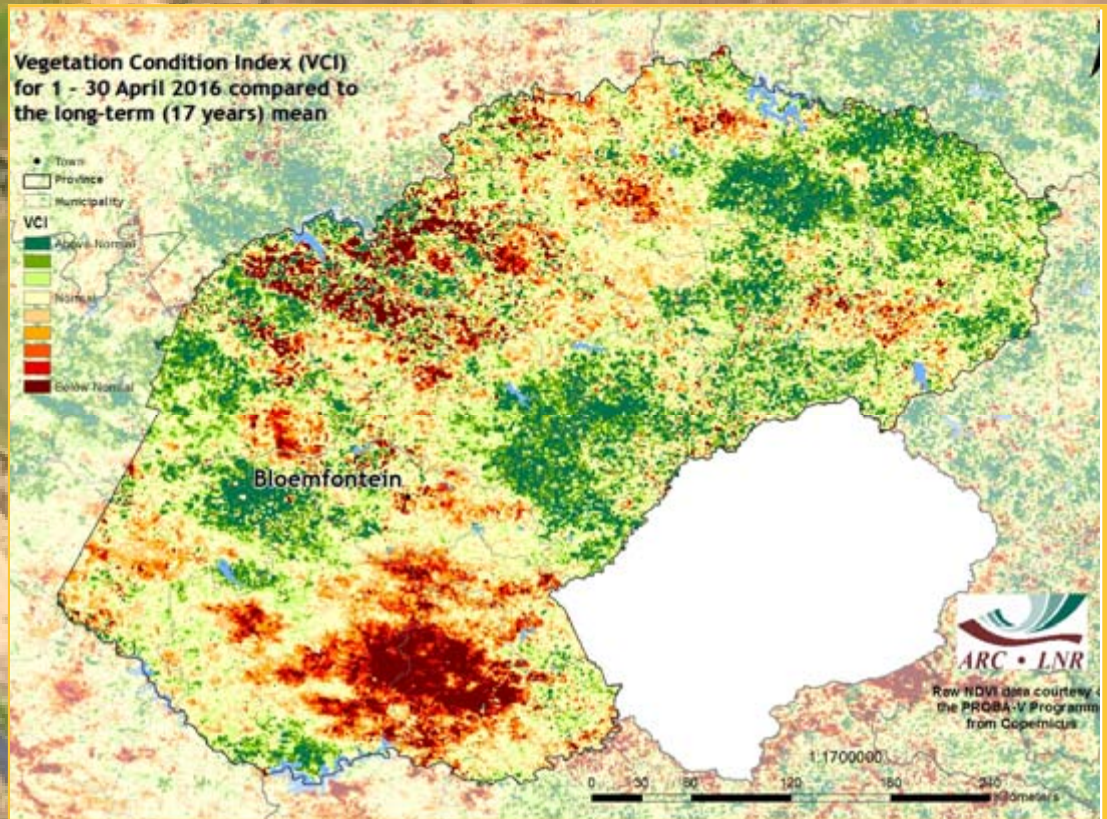 Vegetation Condition Index (VCI)
for 1 - 30 April 2016 compared to
the long-term (17 years) mean
Town
Province
Municipality
VCI
Above Normal
Normal
Below Normal
Bloemfontein
ARC • LNR
Raw NDVI data courtesy
the PROBA-V Programm
from Copernicus
1:1700000
0 30 60 120 180 240
Kilometers